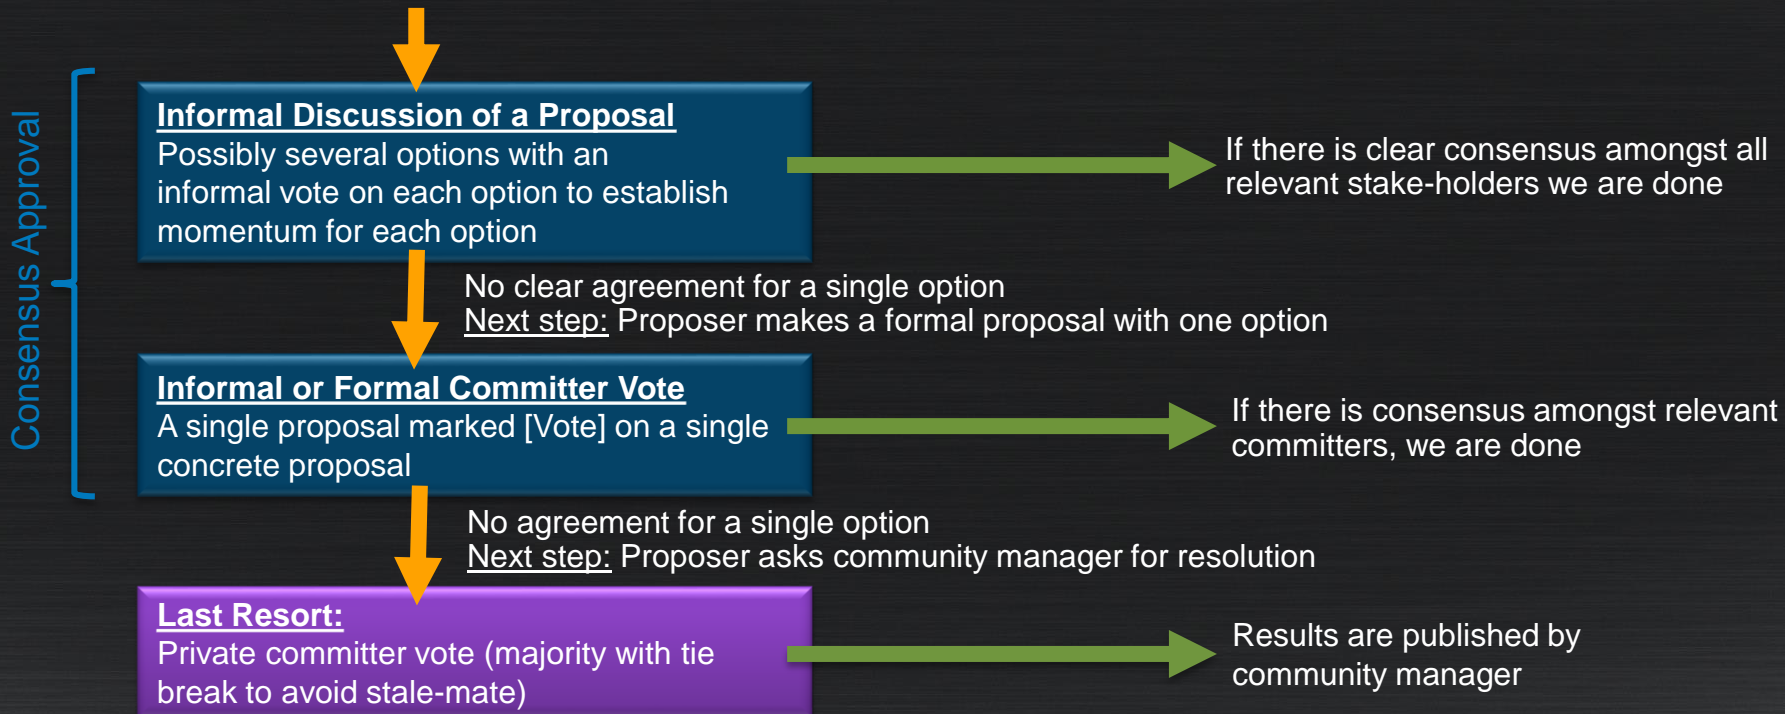 Consensus Approval
Informal Discussion of a Proposal
Possibly several options with an
informal vote on each option to establish
momentum for each option
If there is clear consensus amongst all
relevant stake-holders we are done
No clear agreement for a single option
Next step: Proposer makes a formal proposal with one option
Informal or Formal Committer Vote
A single proposal marked [Vote] on a single
concrete proposal
If there is consensus amongst relevant
committers, we are done
No agreement for a single option
Next step: Proposer asks community manager for resolution
Last Resort:
Private committer vote (majority with tie
break to avoid stale-mate)
Results are published by
community manager